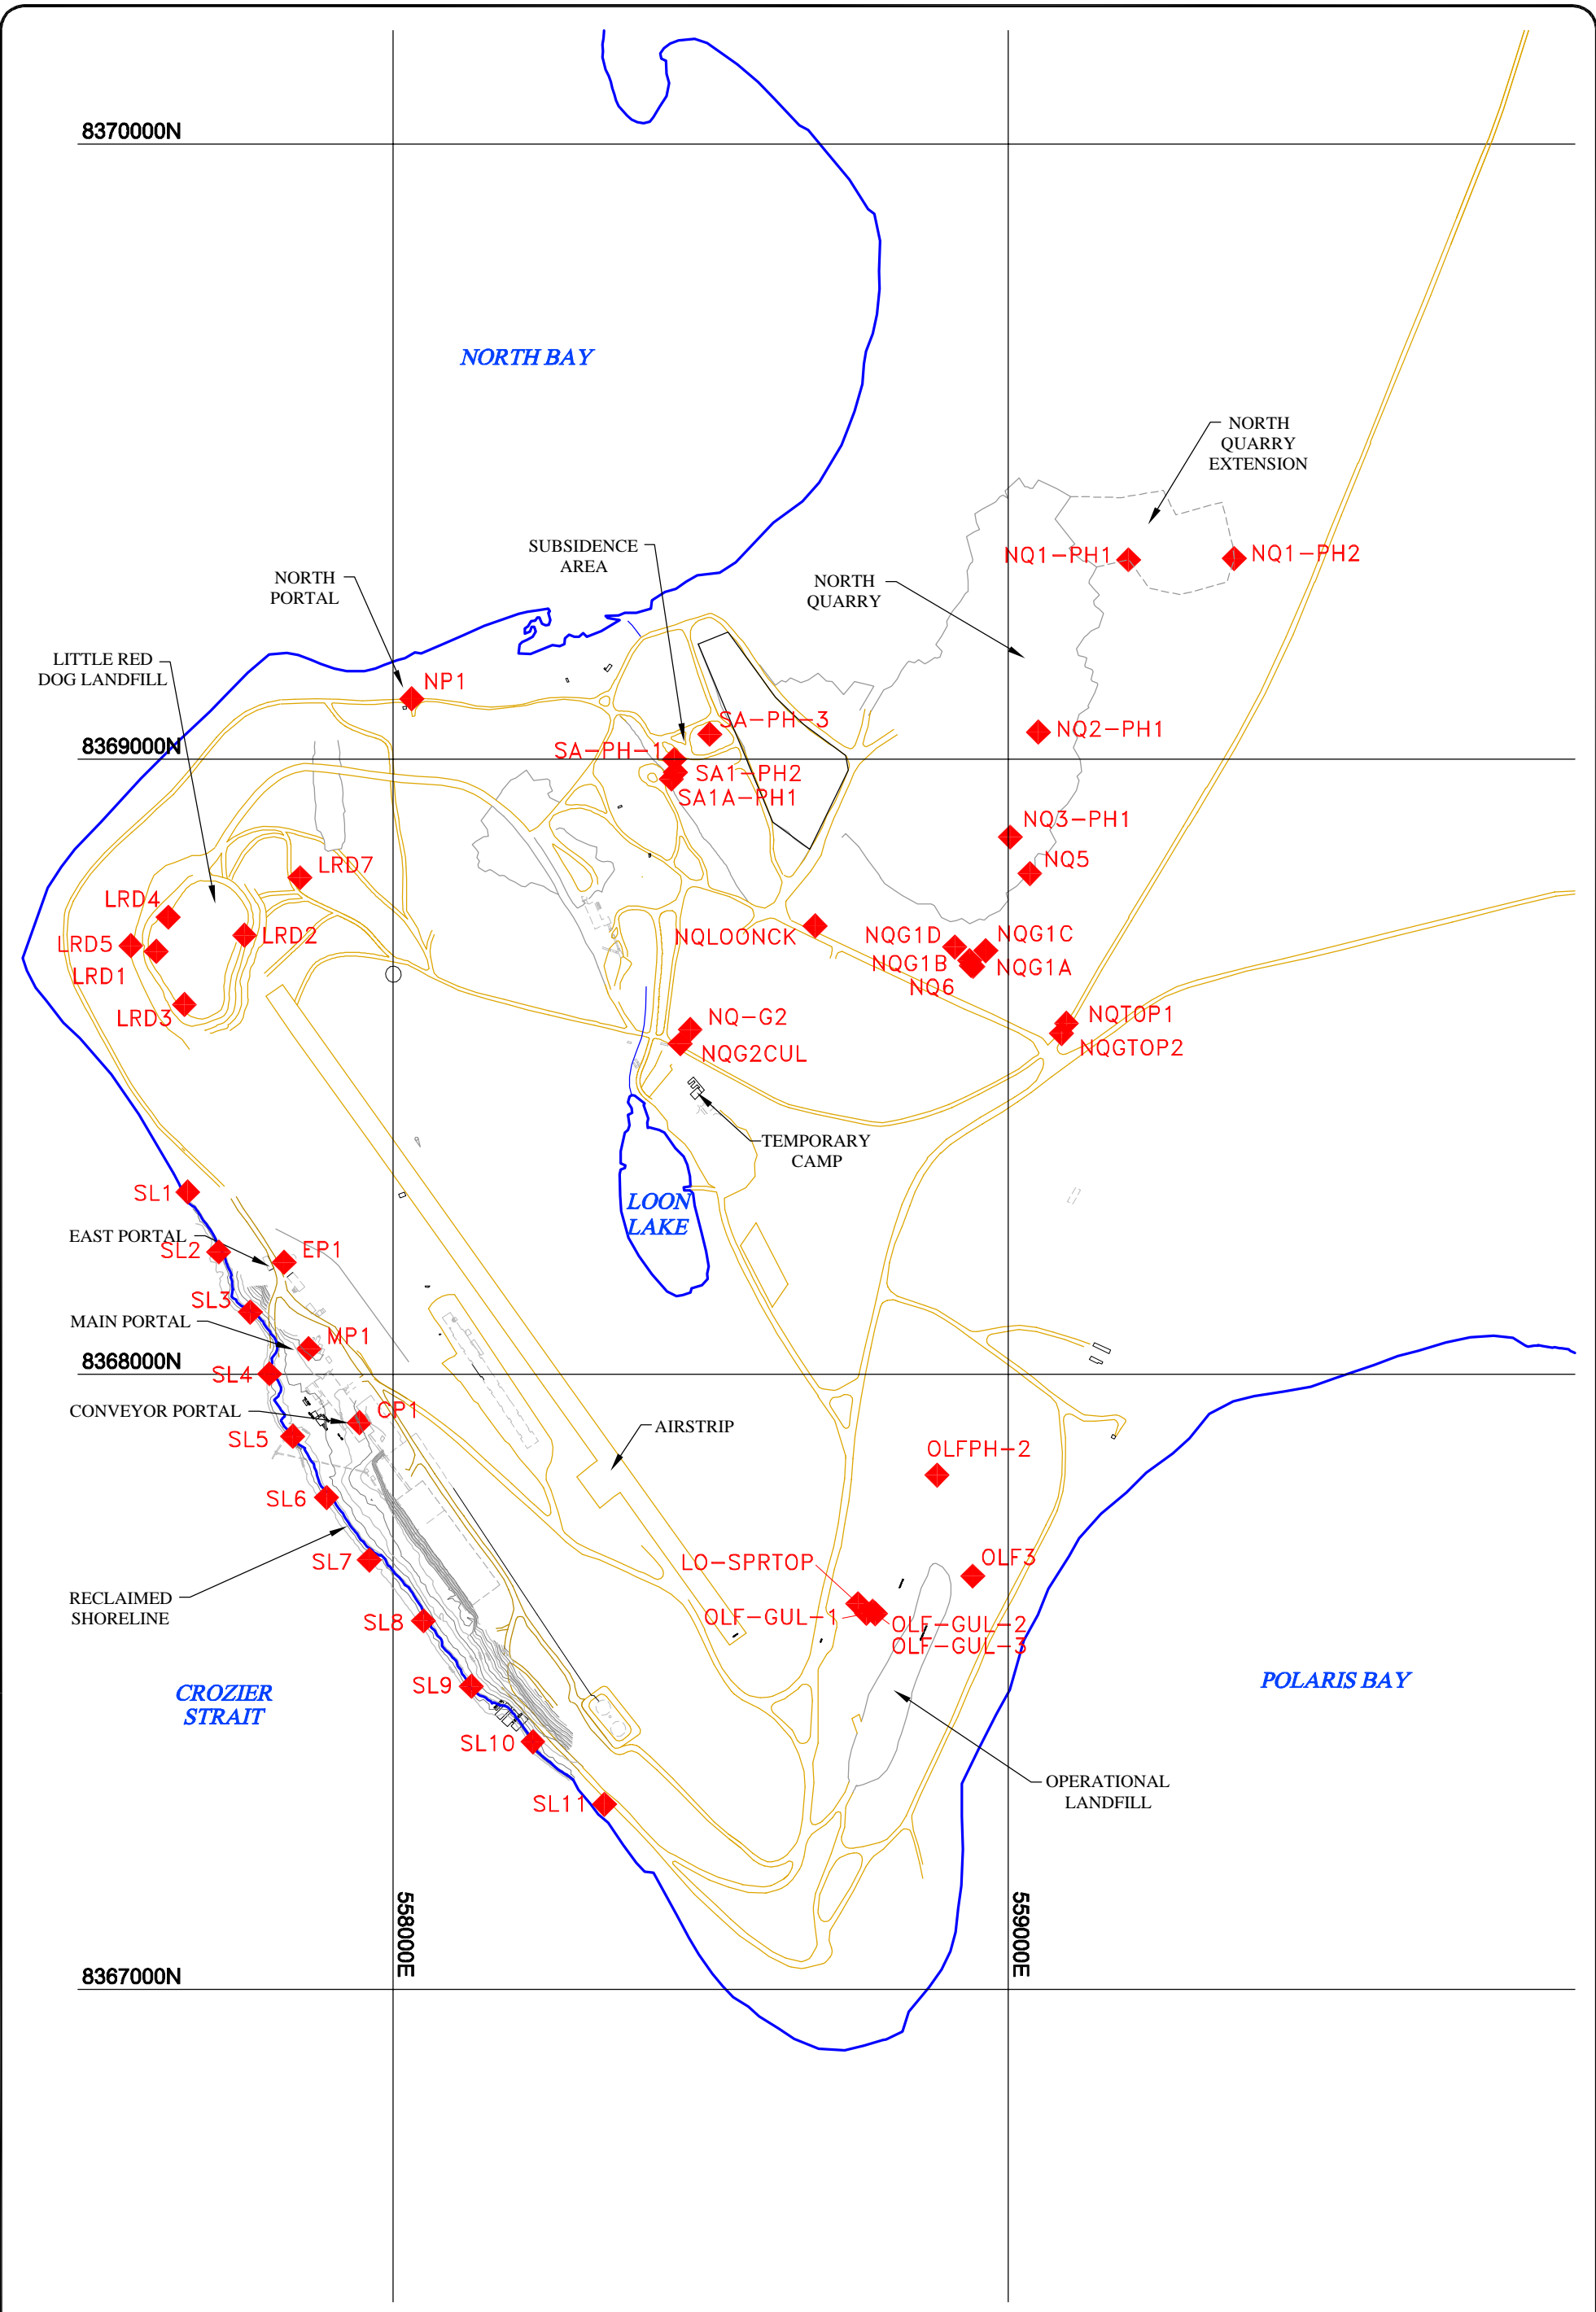 8370000N
NORTH BAY
NORTH
QUARRY
EXTENSION
SUBSIDENCE
AREA
NQ1-PH1
NQ1-PH2
NORTH
PORTAL
NORTH
QUARRY
LITTLE RED
DOG LANDFILL
NP1
SA-PH-3
NQ2-PH1
8369000N
SA-PH-1
SA1-PH2
SA1A-PH1
NQ3-PH1
LRD7
NQ5
LRD4
LRD2
NQLOONCK
NQG1D
NQG1C
LRD5
LRD1
NQG1B
NQG1A
NQ6
LRD3
NQ-G2
NQTOP1
NQG2CUL
NQGTOP2
TEMPORARY
CAMP
SL1
LOON
LAKE
EAST PORTAL
SL2
EP1
SL3
MAIN PORTAL
MP1
8368000N
SL4
CONVEYOR PORTAL
CP1
AIRSTRIP
SL5
OLFPH-2
SL6
SL7
LO-SPRTOP
OLF3
RECLAIMED
SHORELINE
SL8
OLF-GUL-1
OLF-GUL-2
OLF-GUL-3
SL9
CROZIER
STRAIT
POLARIS BAY
SL10
OPERATIONAL
LANDFILL
SL11
558000E
559000E
8367000N